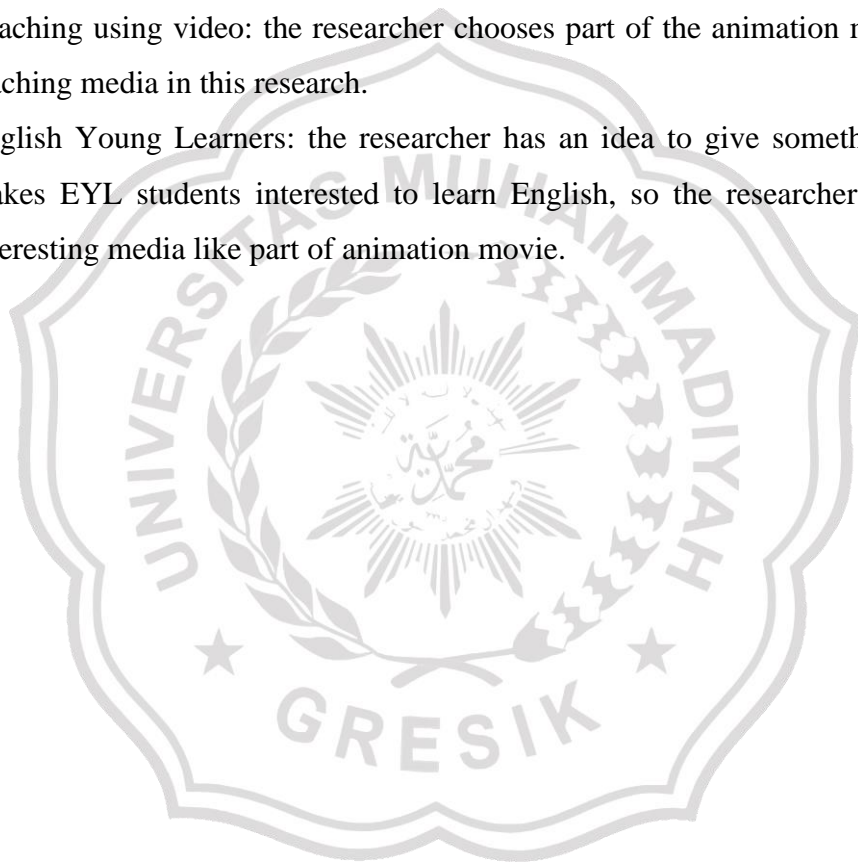 aching using video: the researcher chooses part of the animation
aching media in this research.
glish Young Learners: the researcher has an idea to give someth
akes EYL students interested to learn English, so the researcher
eresting media like part of animation movie.
UNIVERSITAS MUHAMMADIYAH
محمد
GRESIK